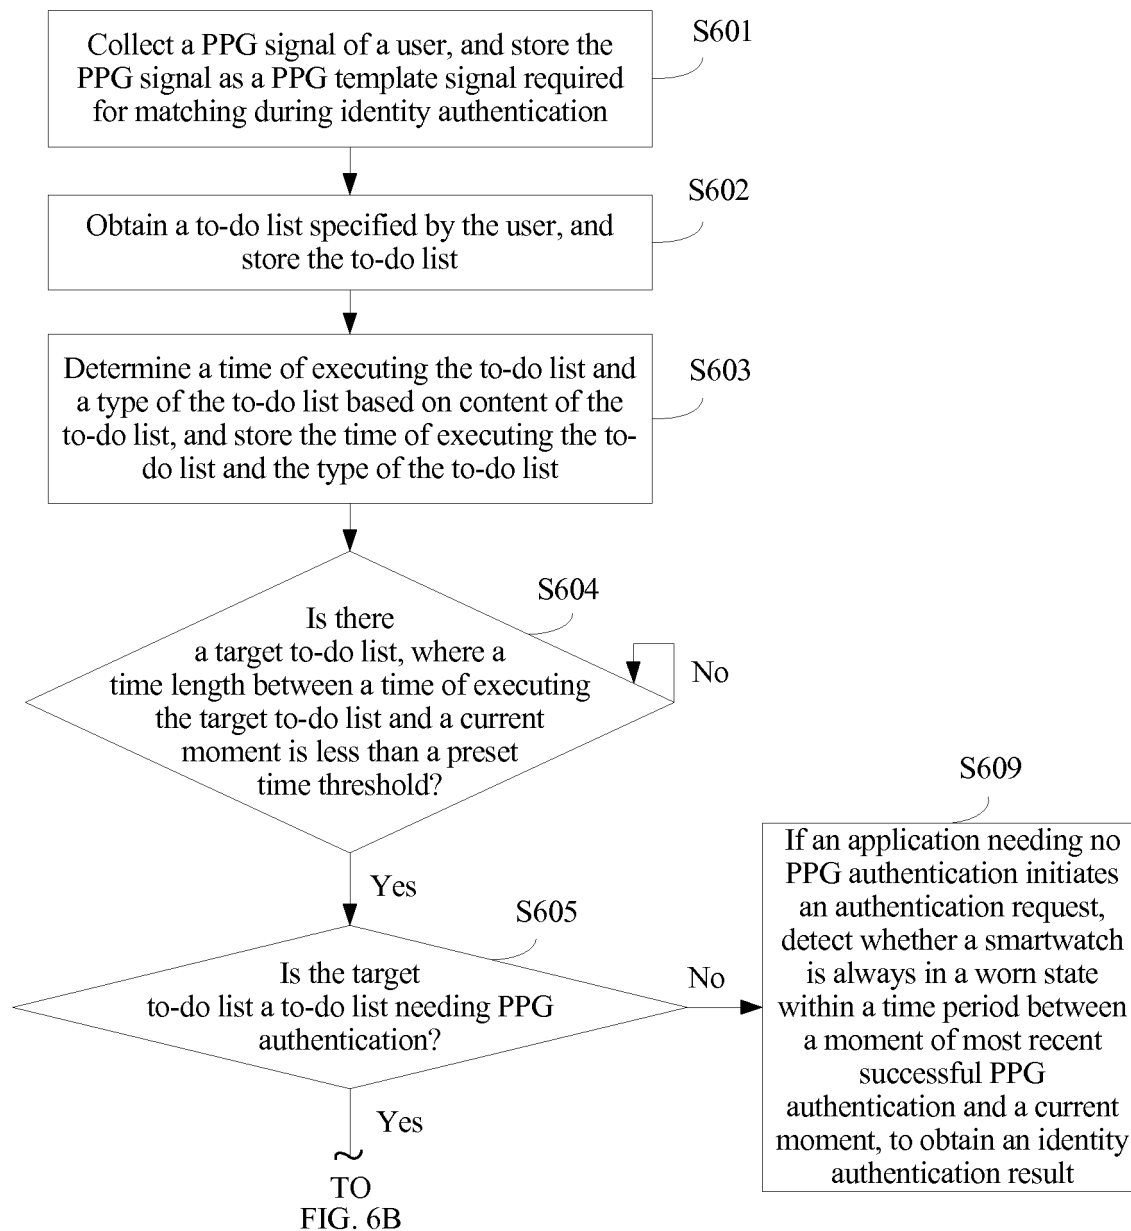 S601
Collect a PPG signal of a user, and store the
PPG signal as a PPG template signal required
for matching during identity authentication
S602
Obtain a to-do list specified by the user, and
store the to-do list
S603
Determine a time of executing the to-do list and
a type of the to-do list based on content of the
to-do list, and store the time of executing the to-
do list and the type of the to-do list
S604
Is there
a target to-do list, where a
time length between a time of executing
the target to-do list and a current
moment is less than a preset
time threshold?
No
Yes
S605
Is the target
to-do list a to-do list needing PPG
authentication?
No
Yes
TO
FIG. 6B
S609
If an application needing no
PPG authentication initiates
an authentication request,
detect whether a smartwatch
is always in a worn state
within a time period between
a moment of most recent
successful PPG
authentication and a current
moment, to obtain an identity
authentication result